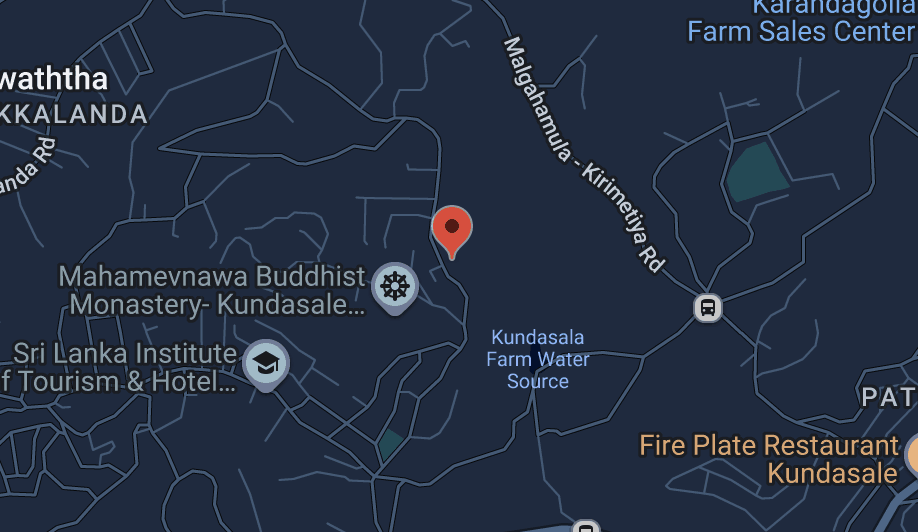 Karandagolla
Farm Sales Center
Malgahamula - Kirimetiya Rd
waththa
KKALANDA
anda Rd
Mahamevnawa Buddhist
Monastery- Kundasale...
Kundasala
Farm Water
Source
Sri Lanka Institute
f Tourism & Hotel...
PAT
Fire Plate Restaurant
Kundasale